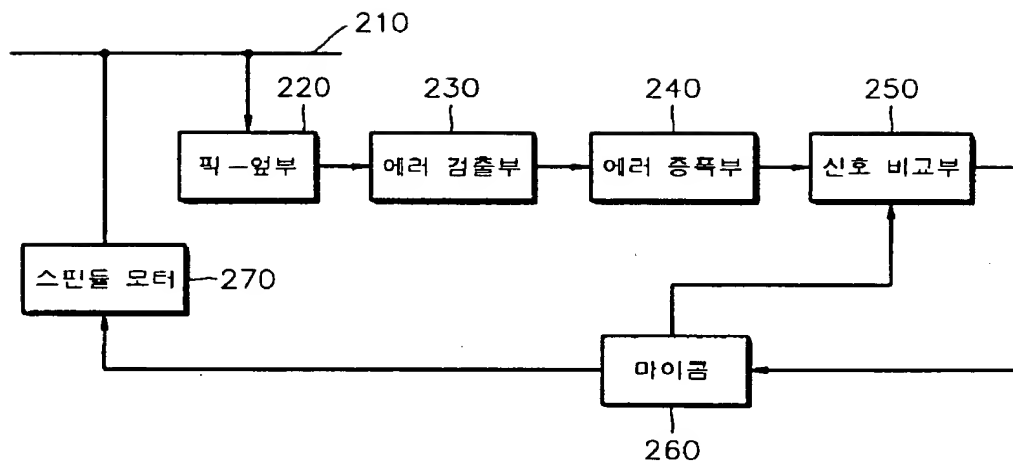 210
220
230
240
250
픽-엎부
에러 검출부
에러 증폭부
신호 비교부
스핀들 모터
270
마이콤
260